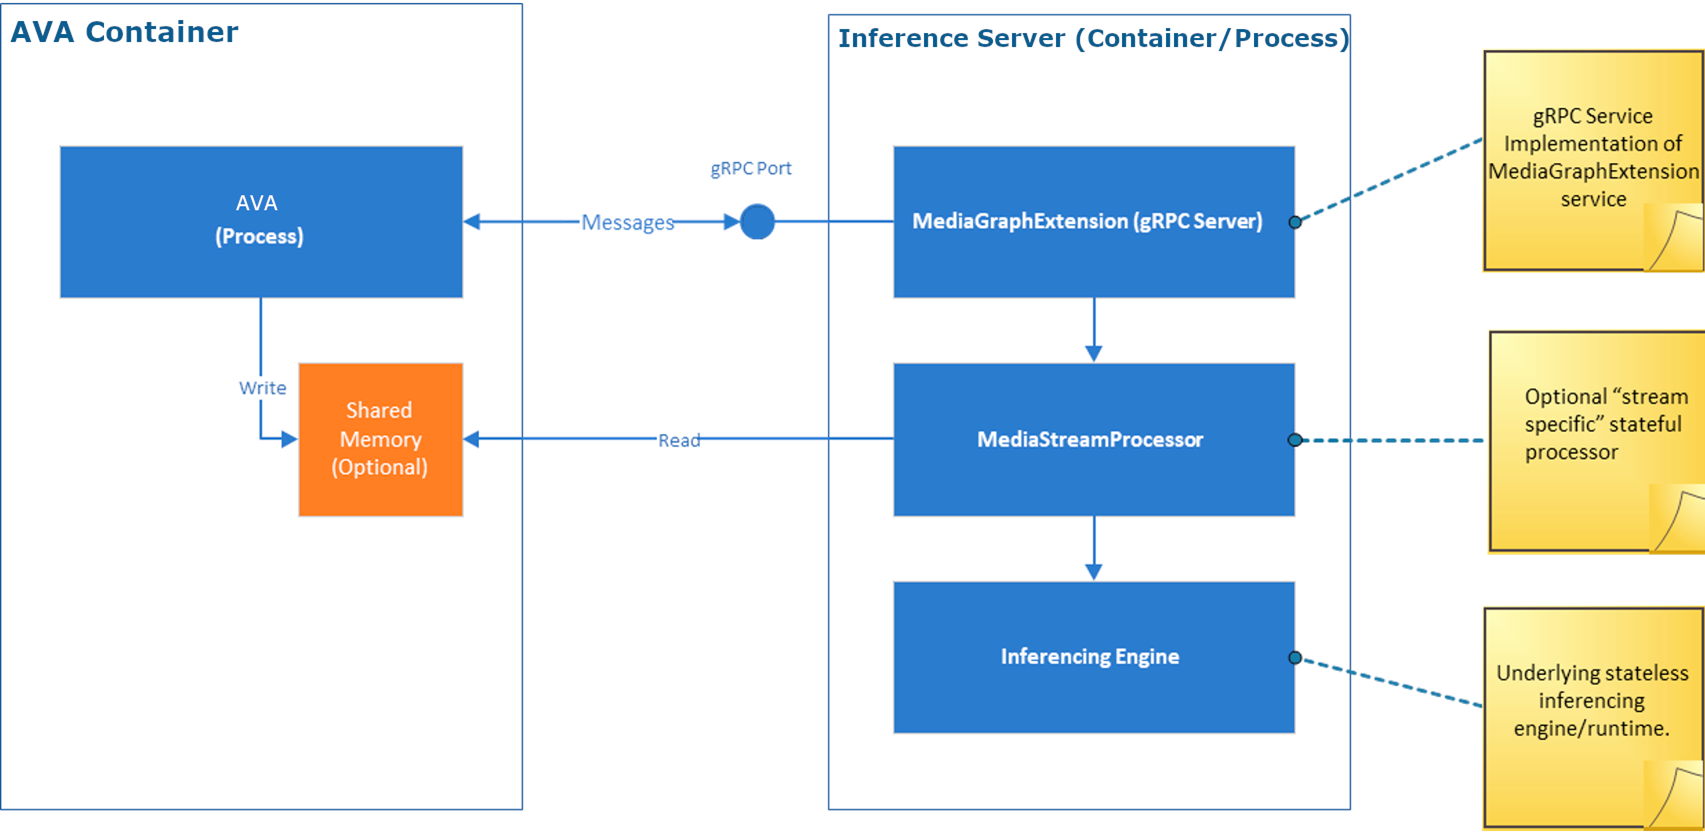 AVA Container
Inference Server (Container/Process)
AVA
(Process)
Messages
gRPC Port
MediaGraphExtension (gRPC Server)
gRPC Service
Implementation of
MediaGraphExtension
service
Write
Shared
Memory
(Optional)
Read
MediaStreamProcessor
Optional “stream
specific” stateful
processor
Inferencing Engine
Underlying stateless
inferencing
engine/runtime.